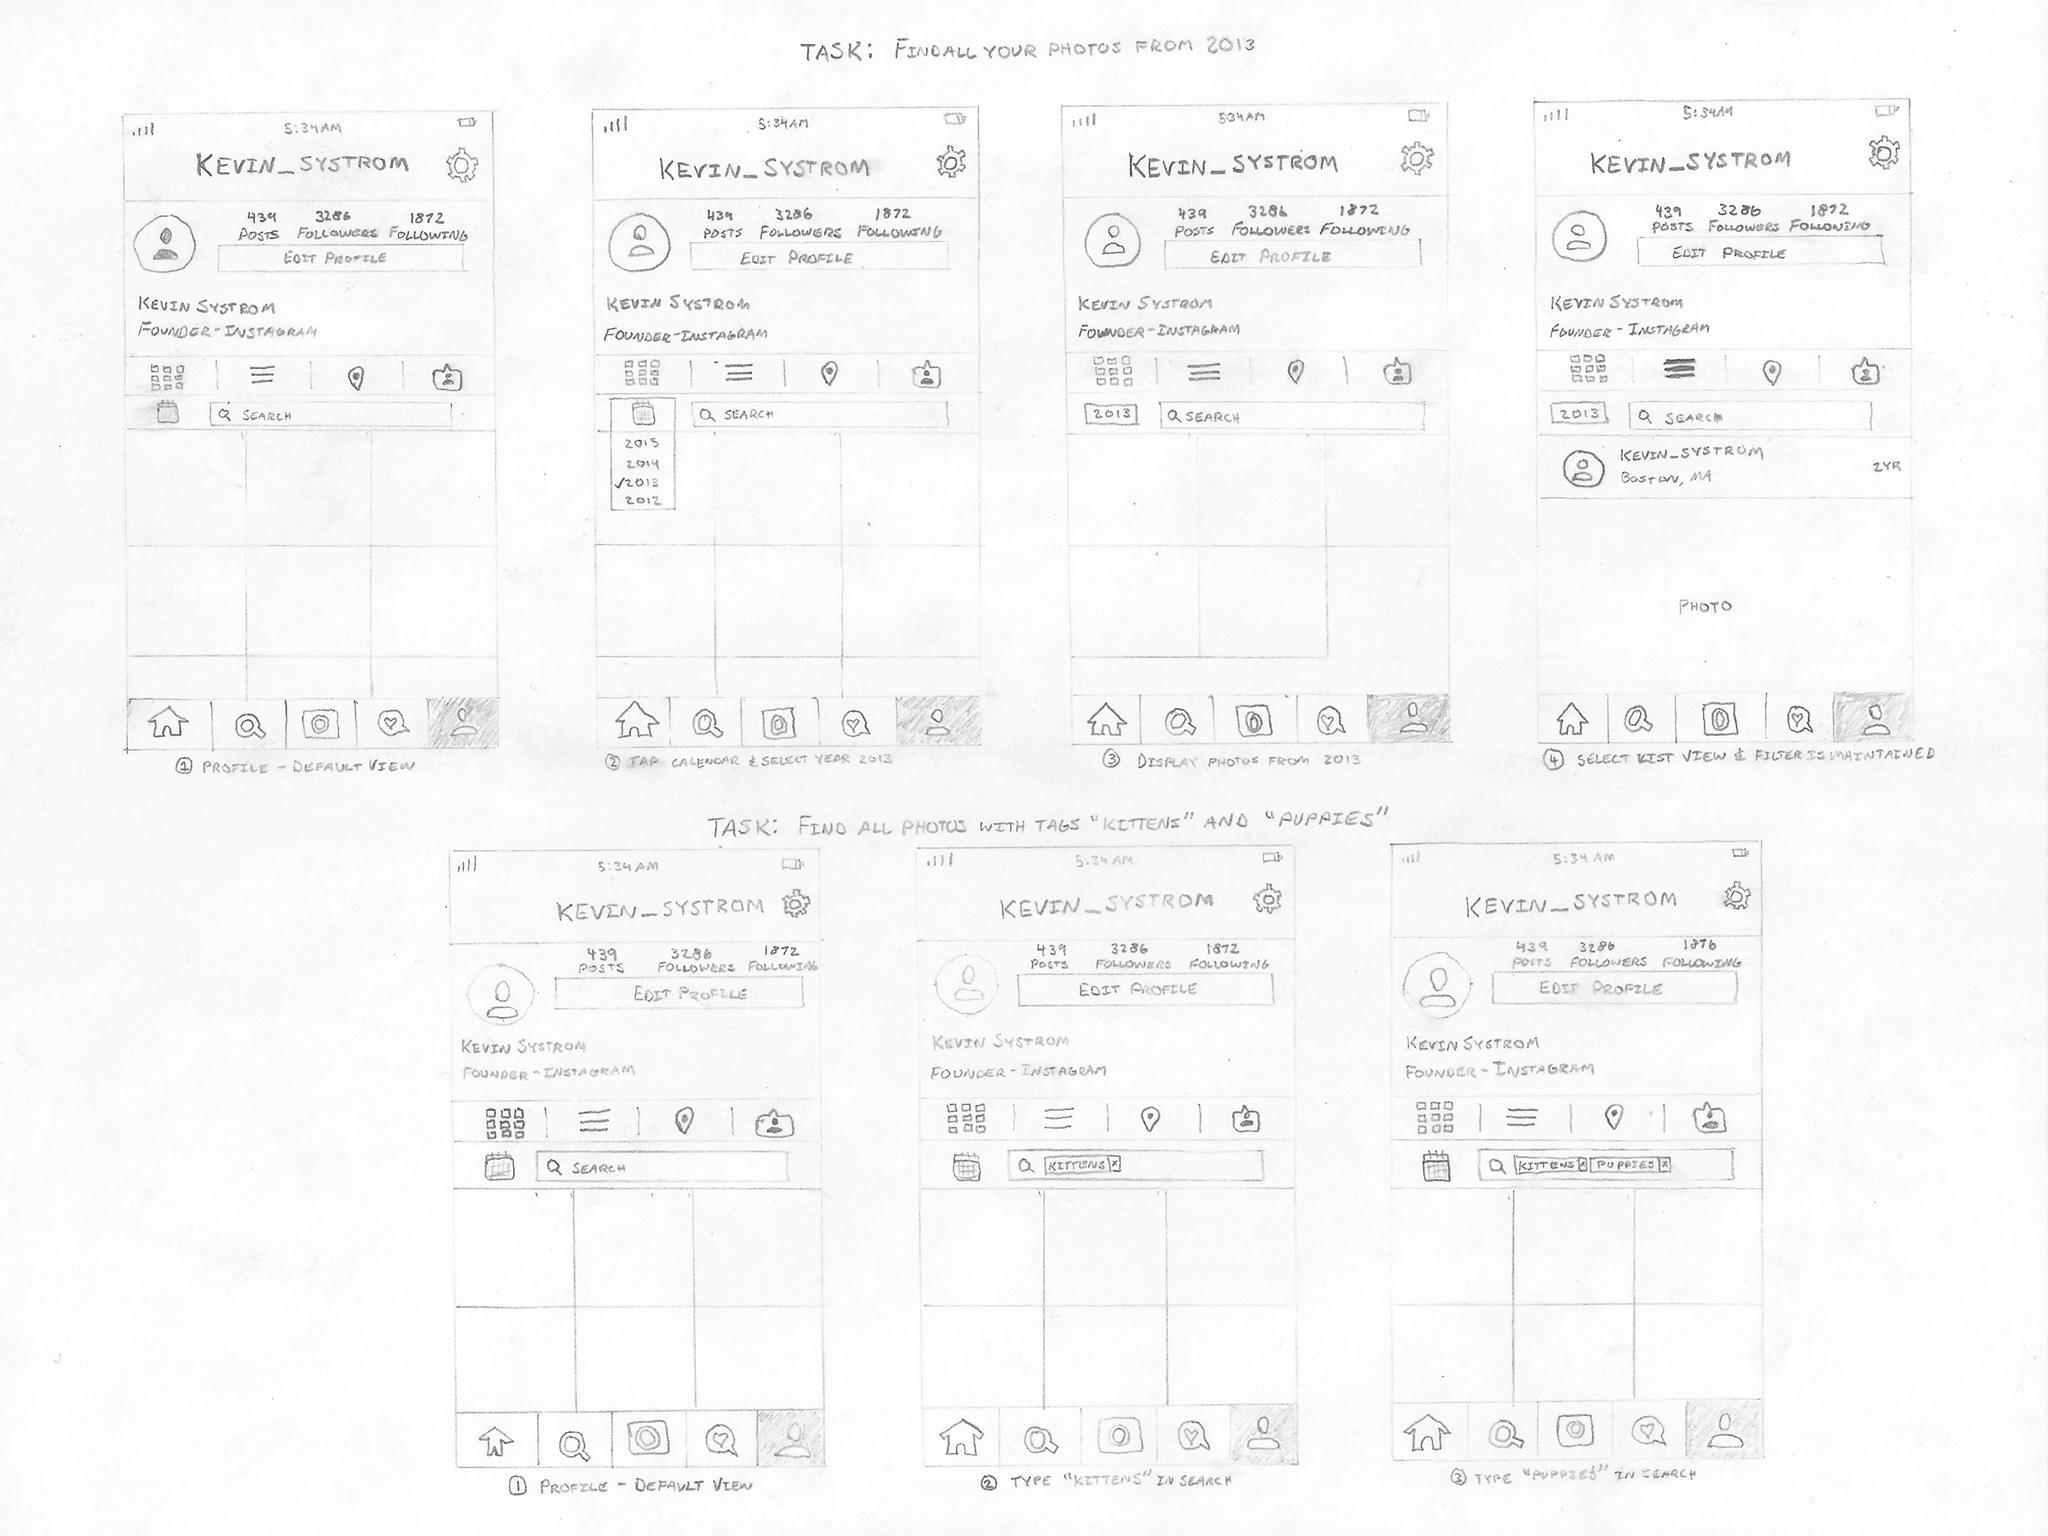 TASK: FIND ALL YOUR PHOTOS FROM 2013
5:34AM
KEVIN_SYSTROM
439 3286 1872
POSTS FOLLOWERS FOLLOWING
EDIT PROFILE
KEVIN SYSTROM
FOUNDER-INSTAGRAM
SEARCH
① PROFILE - DEFAULT VIEW
5:34AM
KEVIN_SYSTROM
439 3286 1872
POSTS FOLLOWERS FOLLOWING
EDIT PROFILE
KEVIN SYSTROM
FOUNDER-INSTAGRAM
SEARCH
2015
2014
✓2013
2012
② TAP CALENDAR & SELECT YEAR 2013
5:34AM
KEVIN_SYSTROM
439 3286 1872
POSTS FOLLOWERS FOLLOWING
EDIT PROFILE
KEVIN SYSTROM
FOUNDER-INSTAGRAM
2013 SEARCH
③ DISPLAY PHOTOS FROM 2013
5:34AM
KEVIN_SYSTROM
439 3286 1872
POSTS FOLLOWERS FOLLOWING
EDIT PROFILE
KEVIN SYSTROM
FOUNDER-INSTAGRAM
2013 SEARCH
KEVIN_SYSTROM
BOSTON, MA 2YR
PHOTO
④ SELECT LIST VIEW & FILTER IS MAINTAINED
TASK: FIND ALL PHOTOS WITH TAGS "KITTENS" AND "PUPPIES"
5:34AM
KEVIN_SYSTROM
439 3286 1872
POSTS FOLLOWERS FOLLOWING
EDIT PROFILE
KEVIN SYSTROM
FOUNDER-INSTAGRAM
SEARCH
① PROFILE - DEFAULT VIEW
5:34AM
KEVIN_SYSTROM
439 3286 1872
POSTS FOLLOWERS FOLLOWING
EDIT PROFILE
KEVIN SYSTROM
FOUNDER-INSTAGRAM
KITTENS X
② TYPE "KITTENS" IN SEARCH
5:34 AM
KEVIN_SYSTROM
439 3286 1876
POSTS FOLLOWERS FOLLOWING
EDIT PROFILE
KEVIN SYSTROM
FOUNDER-INSTAGRAM
KITTENS X PUPPIES X
③ TYPE "PUPPIES" IN SEARCH